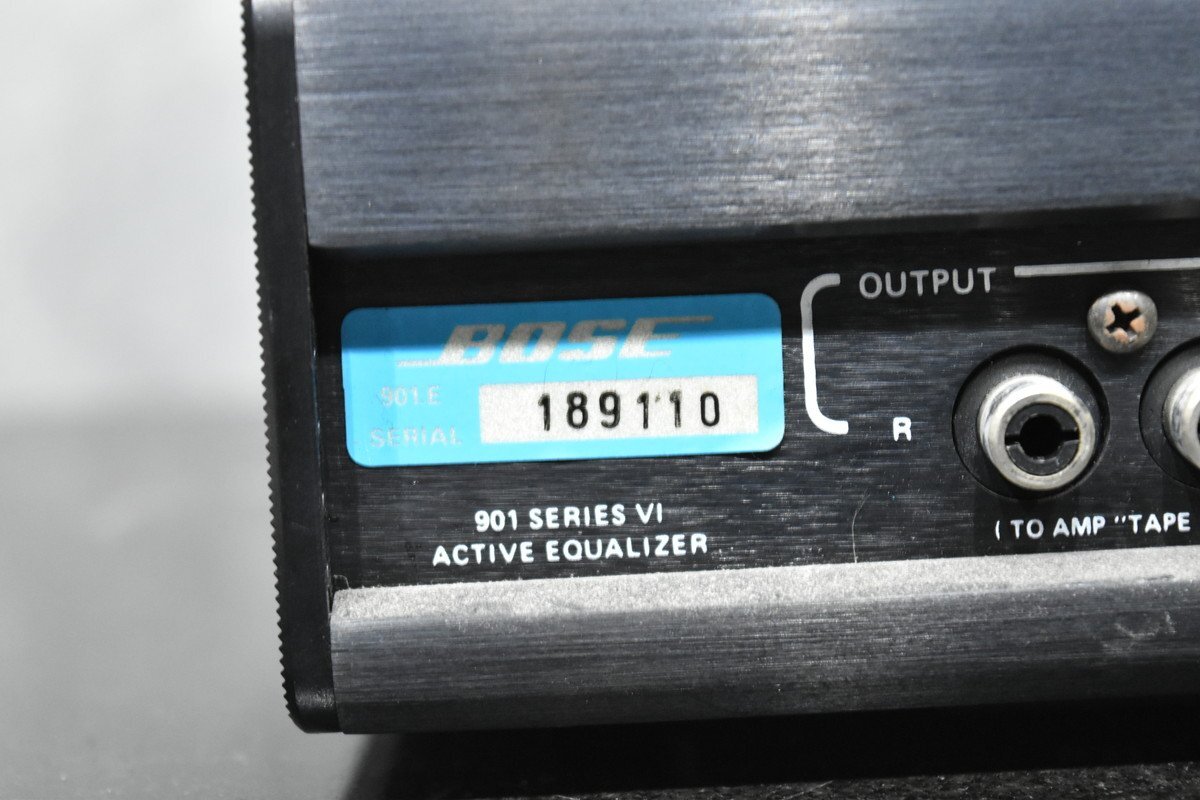 BOSE
901.E
SERIAL 189110
901 SERIES VI
ACTIVE EQUALIZER
OUTPUT
R
( TO AMP "TAPE